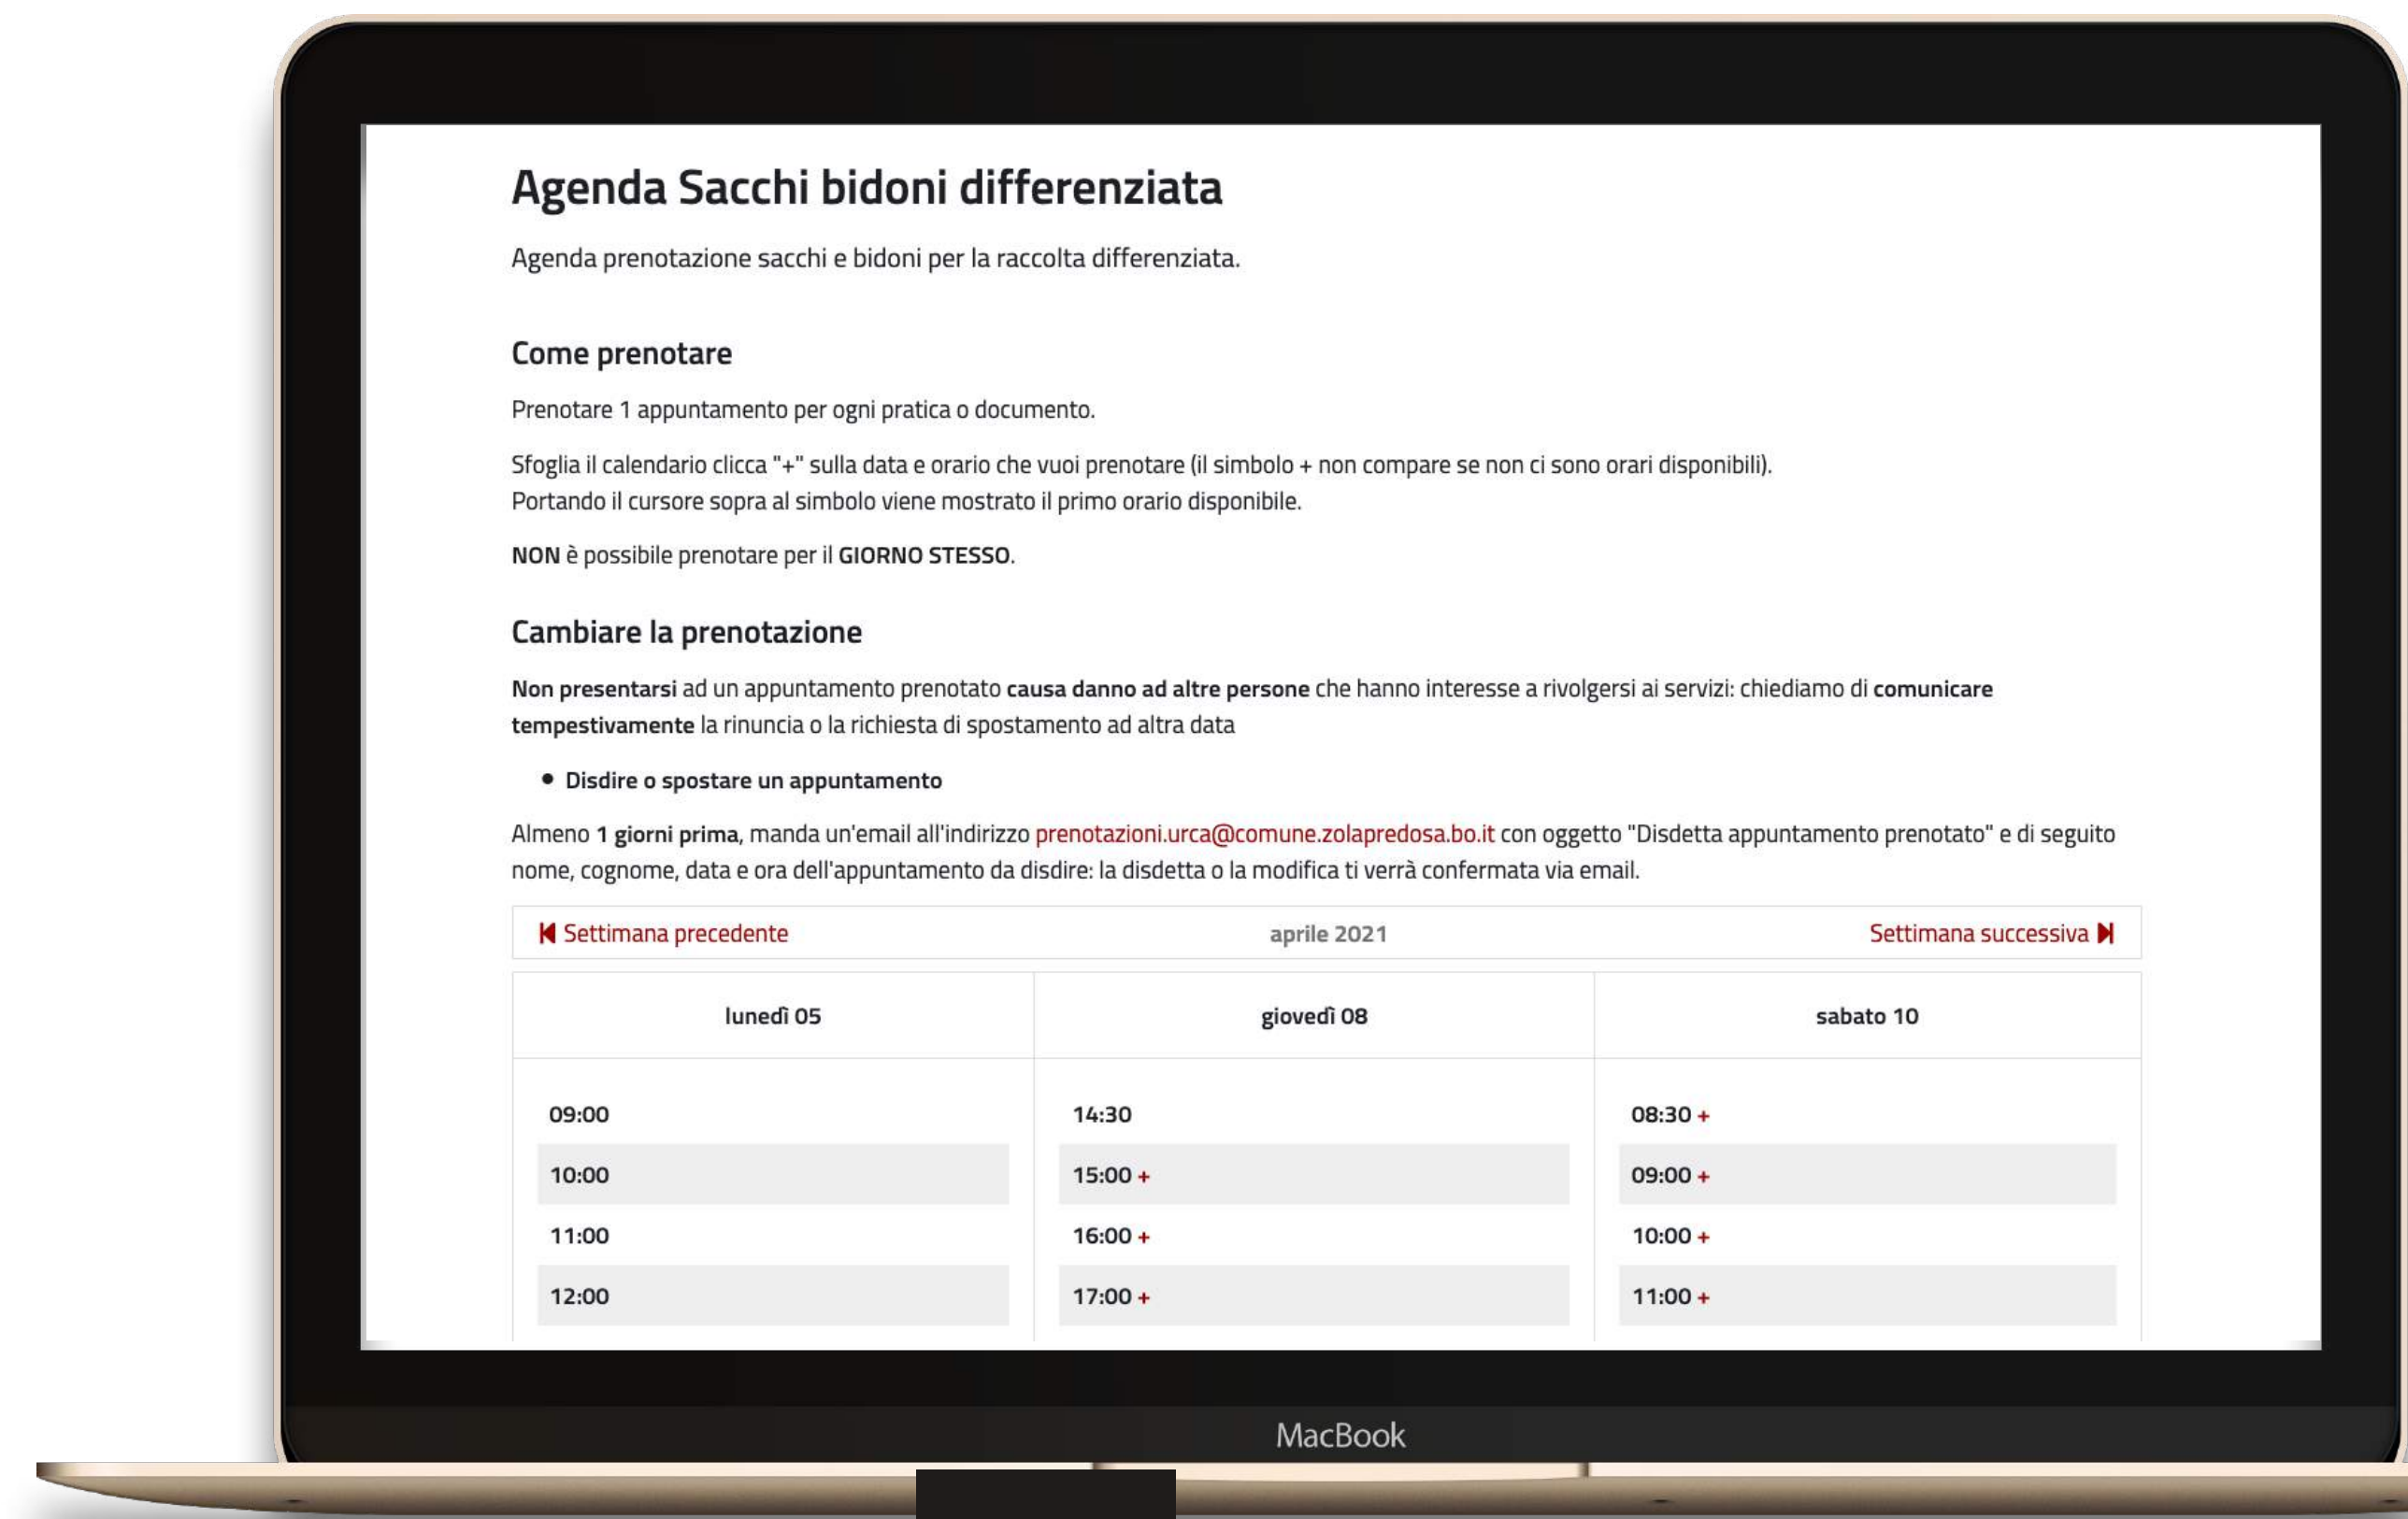 Agenda Sacchi bidoni differenziata
Agenda prenotazione sacchi e bidoni per la raccolta differenziata.
Come prenotare
Prenotare 1 appuntamento per ogni pratica o documento.
Sfoglia il calendario clicca "+" sulla data e orario che vuoi prenotare (il simbolo + non compare se non ci sono orari disponibili).
Portando il cursore sopra al simbolo viene mostrato il primo orario disponibile.
NON è possibile prenotare per il GIORNO STESSO.
Cambiare la prenotazione
Non presentarsi ad un appuntamento prenotato causa danno ad altre persone che hanno interesse a rivolgersi ai servizi: chiediamo di comunicare
tempestivamente la rinuncia o la richiesta di spostamento ad altra data
• Disdire o spostare un appuntamento
Almeno 1 giorni prima, manda un'email all'indirizzo prenotazioni.urca@comune.zolapredosa.bo.it con oggetto "Disdetta appuntamento prenotato" e di seguito
nome, cognome, data e ora dell'appuntamento da disdire: la disdetta o la modifica ti verrà confermata via email.
Settimana precedente aprile 2021 Settimana successiva
lunedì 05 giovedì 08 sabato 10
09:00 14:30 08:30 +
10:00 15:00 + 09:00 +
11:00 16:00 + 10:00 +
12:00 17:00 + 11:00 +
MacBook